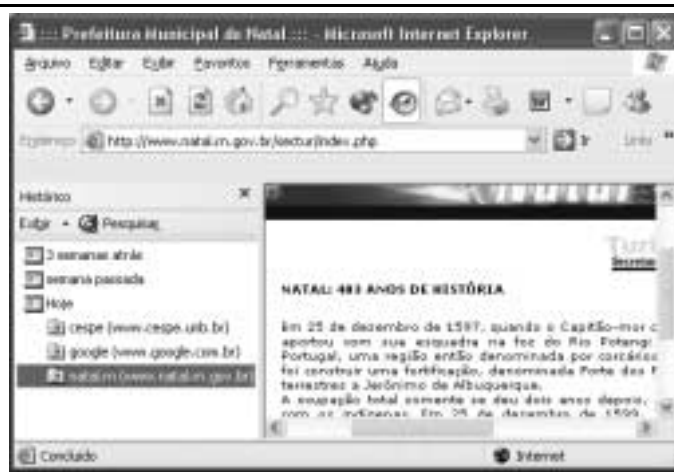 ::: Prefeitura Municipal de Natal ::: - Microsoft Internet Explorer
Arquivo Editar Exibir Favoritos Ferramentas Ajuda
Endereço http://www.natal.rn.gov.br/sectur/index.php Ir Links »
Histórico ×
Exibir Pesquisar
3 semanas atrás
semana passada
Hoje
cespe (www.cespe.unb.br)
google (www.google.com.br)
natal.rn (www.natal.rn.gov.br)
NATAL: 403 ANOS DE HISTÓRIA
Em 25 de dezembro de 1597, quando o Capitão-mor
aportou com sua esquadra na foz do Rio Potengi
Portugal, uma região então denominada por
foi construir uma fortificação, denominada Forte dos
terrestres a Jerônimo de Albuquerque.
A ocupação total somente se deu dois anos depois,
com os indígenas. Em 25 de dezembro de 1599
Concluído Internet